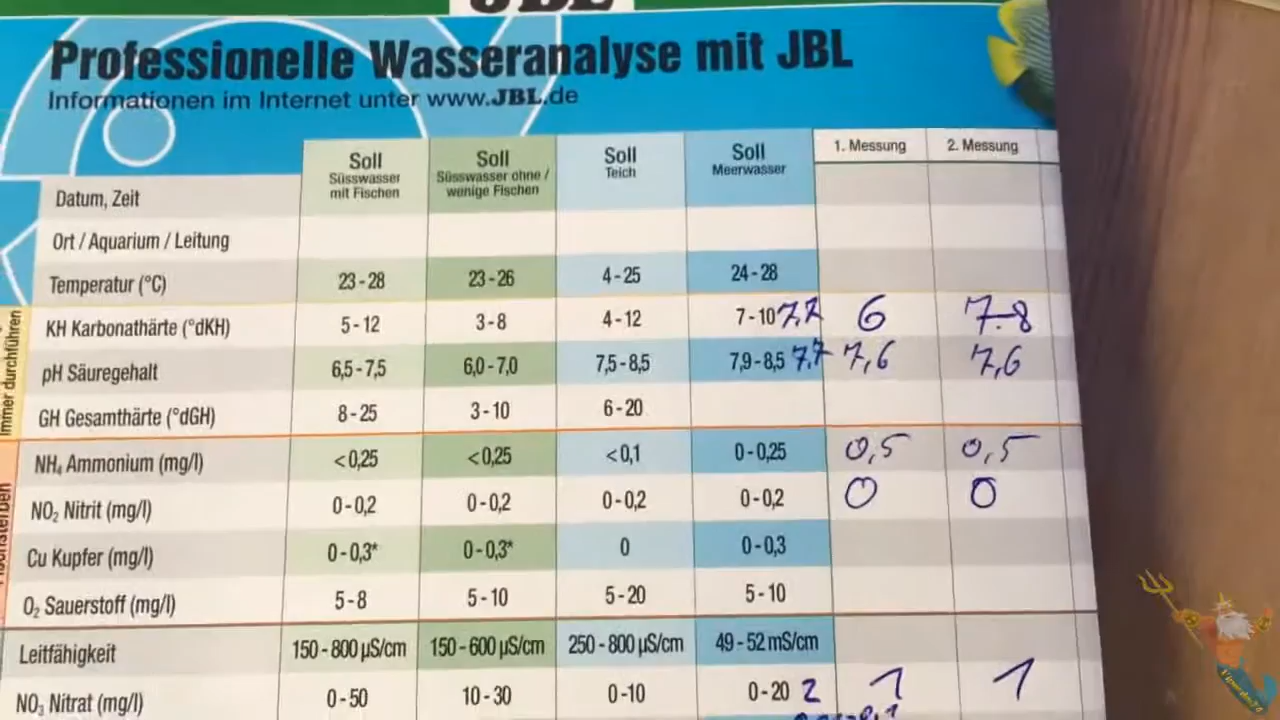 JBL
Professionelle Wasseranalyse mit JBL
Informationen im Internet unter www.JBL.de
Soll Süsswasser mit Fischen Soll Süsswasser ohne / wenige Fischen Soll Teich Soll Meerwasser 1. Messung 2. Messung
Datum, Zeit
Ort / Aquarium / Leitung
Temperatur (°C) 23 - 28 23 - 26 4 - 25 24 - 28
Immer durchführen
KH Karbonathärte (°dKH) 5 - 12 3 - 8 4 - 12 7 - 10 7,7 6 7-8
pH Säuregehalt 6,5 - 7,5 6,0 - 7,0 7,5 - 8,5 7,9 - 8,5 7,7 7,6 7,6
GH Gesamthärte (°dGH) 8 - 25 3 - 10 6 - 20
NH₄ Ammonium (mg/l) <0,25 <0,25 <0,1 0 - 0,25 0,5 0,5
NO₂ Nitrit (mg/l) 0 - 0,2 0 - 0,2 0 - 0,2 0 - 0,2 0 0
Cu Kupfer (mg/l) 0 - 0,3* 0 - 0,3* 0 0 - 0,3
O₂ Sauerstoff (mg/l) 5 - 8 5 - 10 5 - 20 5 - 10
Leitfähigkeit 150 - 800 µS/cm 150 - 600 µS/cm 250 - 800 µS/cm 49 - 52 mS/cm
NO₃ Nitrat (mg/l) 0 - 50 10 - 30 0 - 10 0 - 20 2 1 1